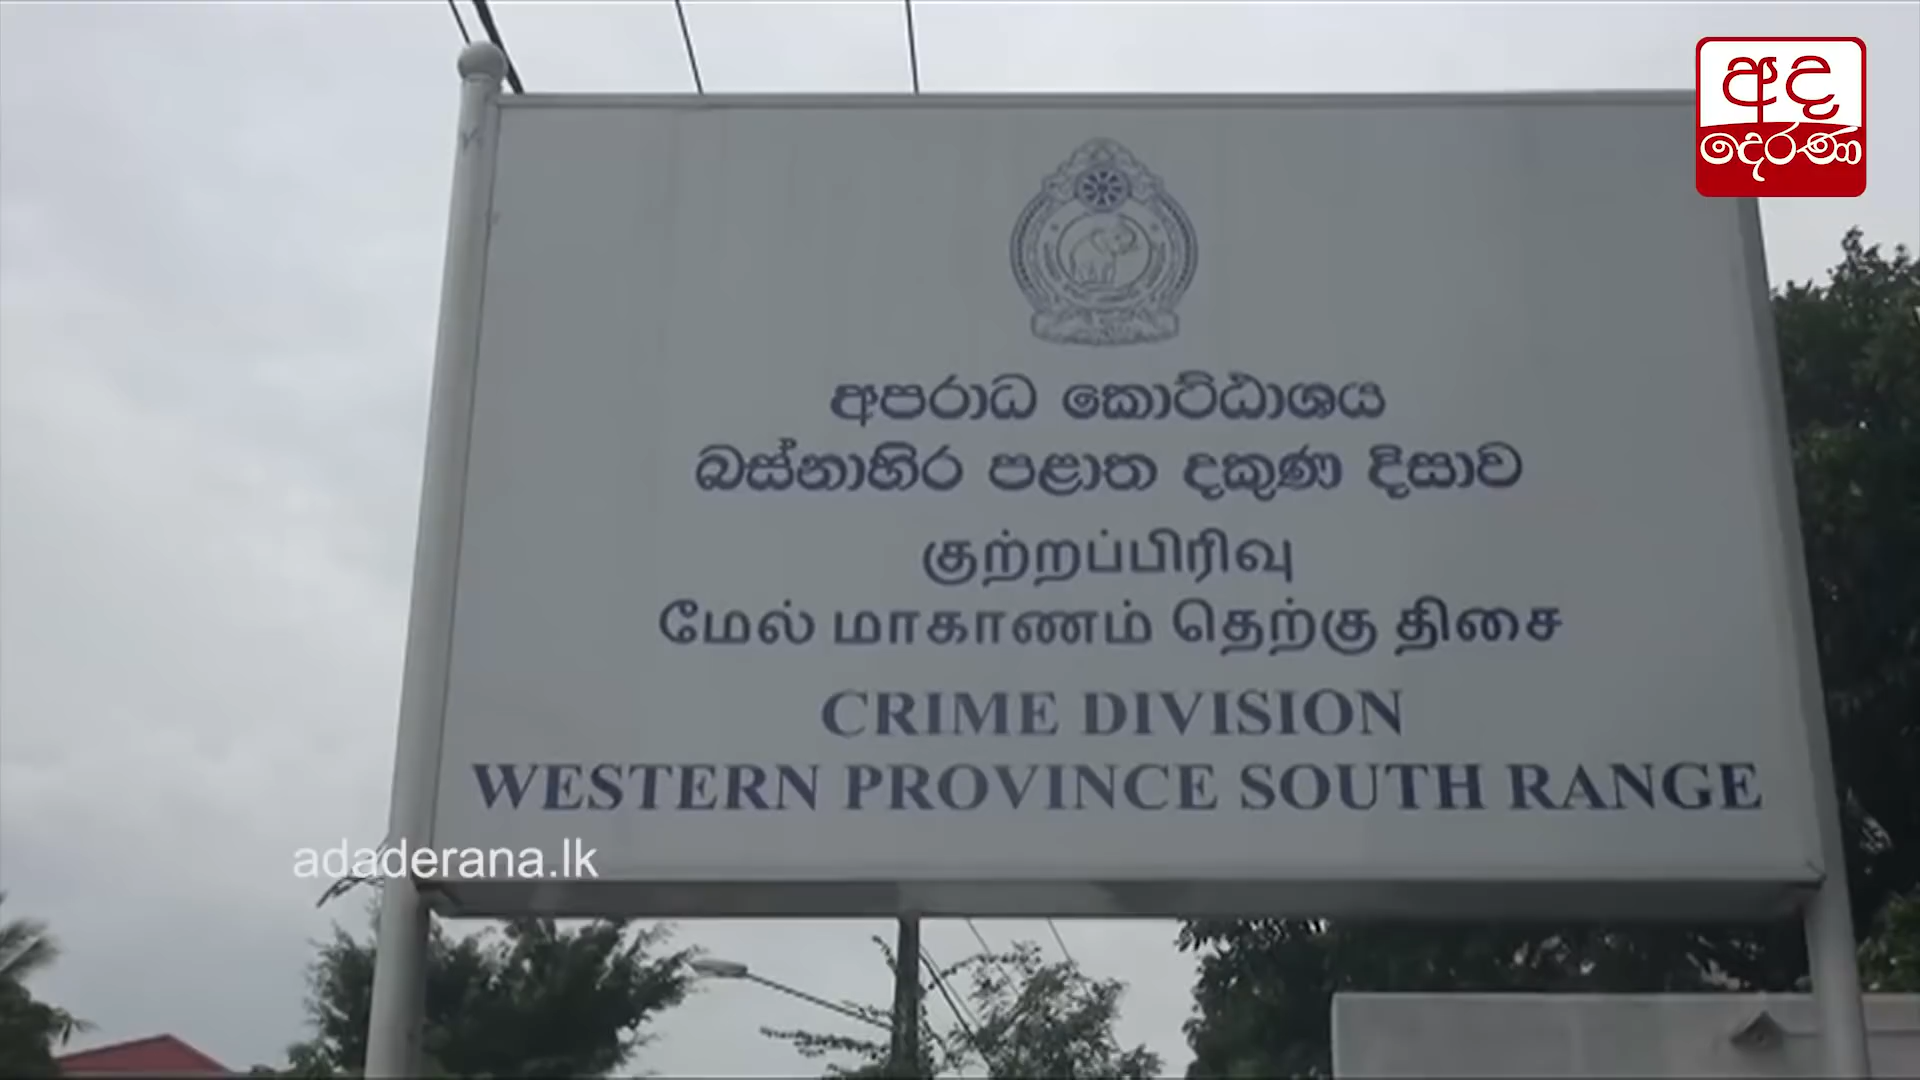 අද
දෙරණ
අපරාධ කොට්ඨාශය
බස්නාහිර පළාත දකුණ දිසාව
குற்றப்பிரிவு
மேல் மாகாணம் தெற்கு திசை
CRIME DIVISION
WESTERN PROVINCE SOUTH RANGE
adaderana.lk